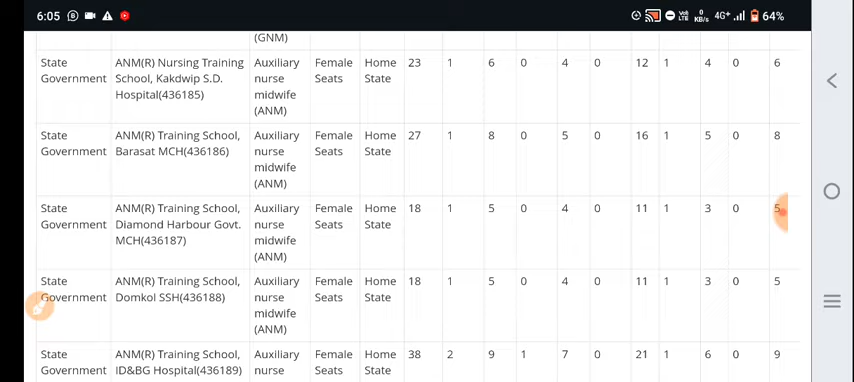 6:05 VoLTE 0 KB/s 4G+ 64%
(GNM)
State ANM(R) Nursing Training Auxiliary Female Home 23 1 6 0 4 0 12 1 4 0 6
Government School, Kakdwip S.D. nurse Seats State
Hospital(436185) midwife
(ANM)
State ANM(R) Training School, Auxiliary Female Home 27 1 8 0 5 0 16 1 5 0 8
Government Barasat MCH(436186) nurse Seats State
midwife
(ANM)
State ANM(R) Training School, Auxiliary Female Home 18 1 5 0 4 0 11 1 3 0 5
Government Diamond Harbour Govt. nurse Seats State
MCH(436187) midwife
(ANM)
State ANM(R) Training School, Auxiliary Female Home 18 1 5 0 4 0 11 1 3 0 5
Government Domkol SSH(436188) nurse Seats State
midwife
(ANM)
State ANM(R) Training School, Auxiliary Female Home 38 2 9 1 7 0 21 1 6 0 9
Government ID&BG Hospital(436189) nurse Seats State